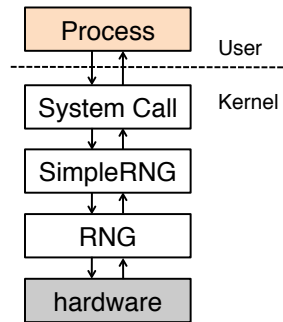 Process
User
System Call
Kernel
SimpleRNG
RNG
hardware